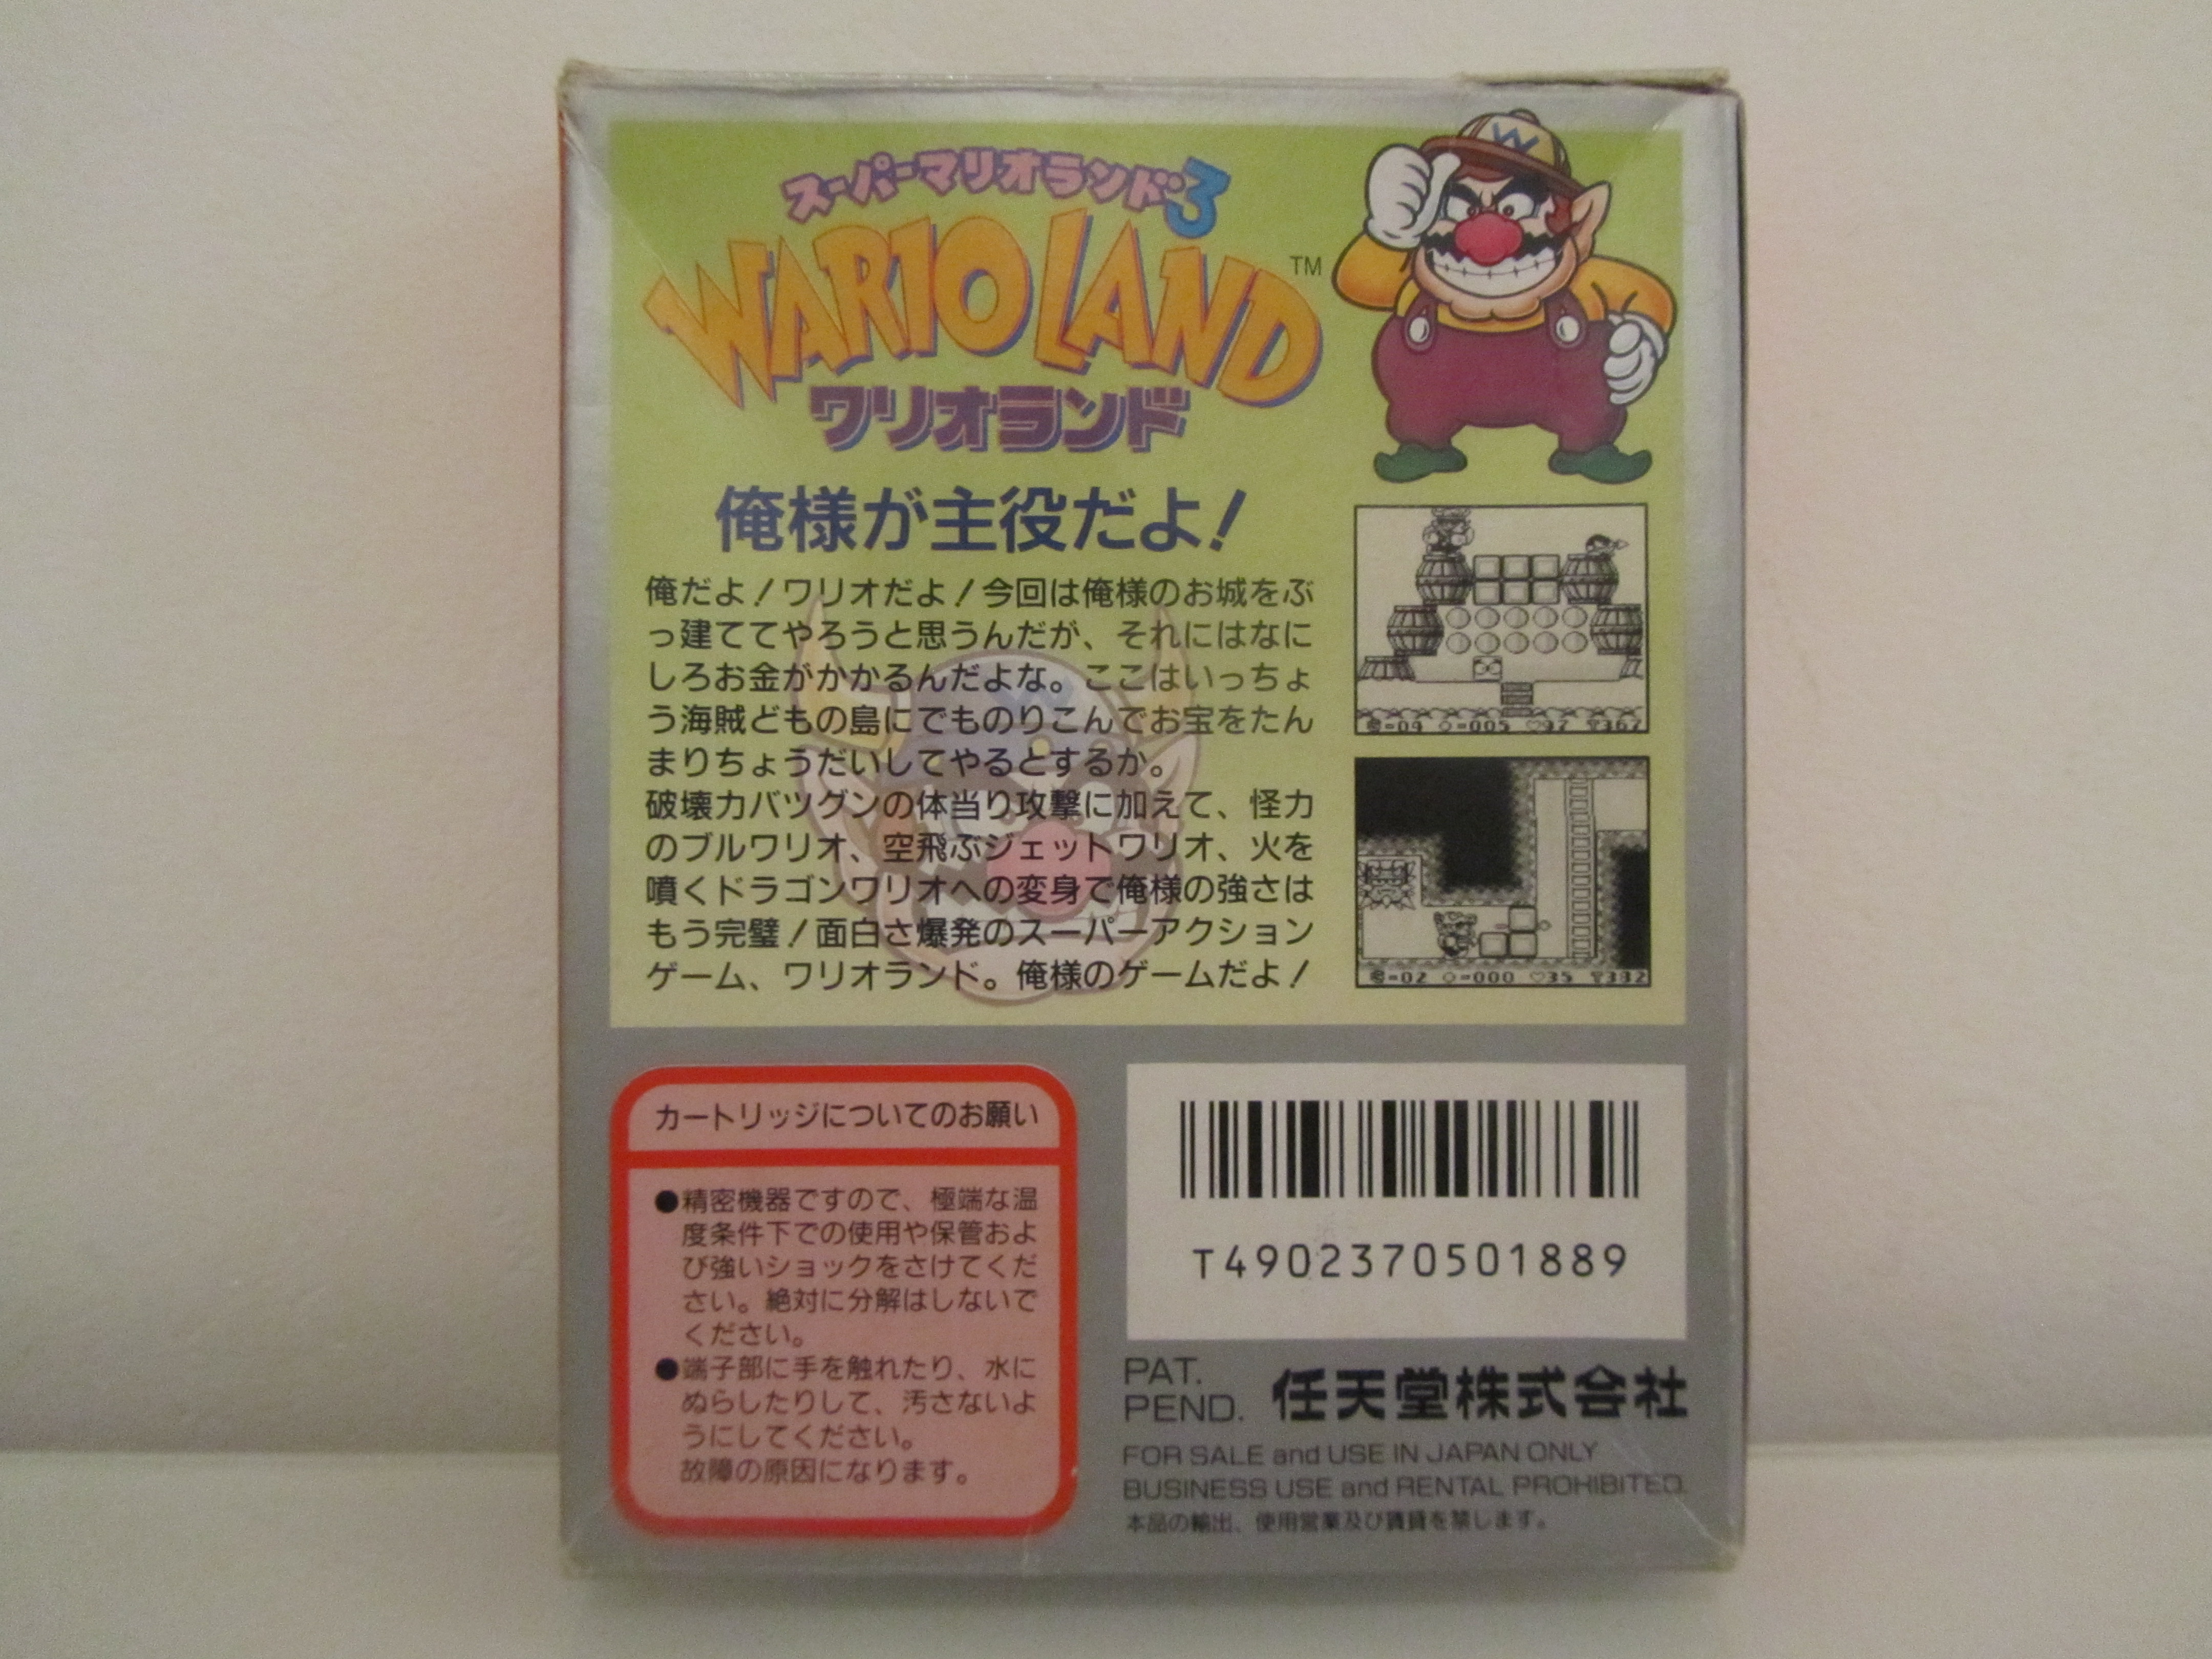 スーパーマリオランド3
WARIO LAND
TM
ワリオランド
俺様が主役だよ！
俺だよ！ワリオだよ！今回は俺様のお城をぶ
っ建ててやろうと思うんだが、それにはなに
しろお金がかかるんだよな。ここはいっちょ
う海賊どもの島にでものりこんでお宝をたん
まりちょうだいしてやるとするか。
破壊力バツグンの体当り攻撃に加えて、怪力
のブルワリオ、空飛ぶジェットワリオ、火を
噴くドラゴンワリオへの変身で俺様の強さは
もう完璧！面白さ爆発のスーパーアクション
ゲーム、ワリオランド。俺様のゲームだよ！
W
=04 =005 ♡92 367
=02 =000 ♡35 382
カートリッジについてのお願い
●精密機器ですので、極端な温
度条件下での使用や保管およ
び強いショックをさけてくだ
さい。絶対に分解はしないで
ください。
●端子部に手を触れたり、水に
ぬらしたりして、汚さないよ
うにしてください。
故障の原因になります。
T4902370501889
PAT.
PEND.
任天堂株式会社
FOR SALE and USE IN JAPAN ONLY
BUSINESS USE and RENTAL PROHIBITED.
本品の輸出、使用営業及び賃貸を禁じます。